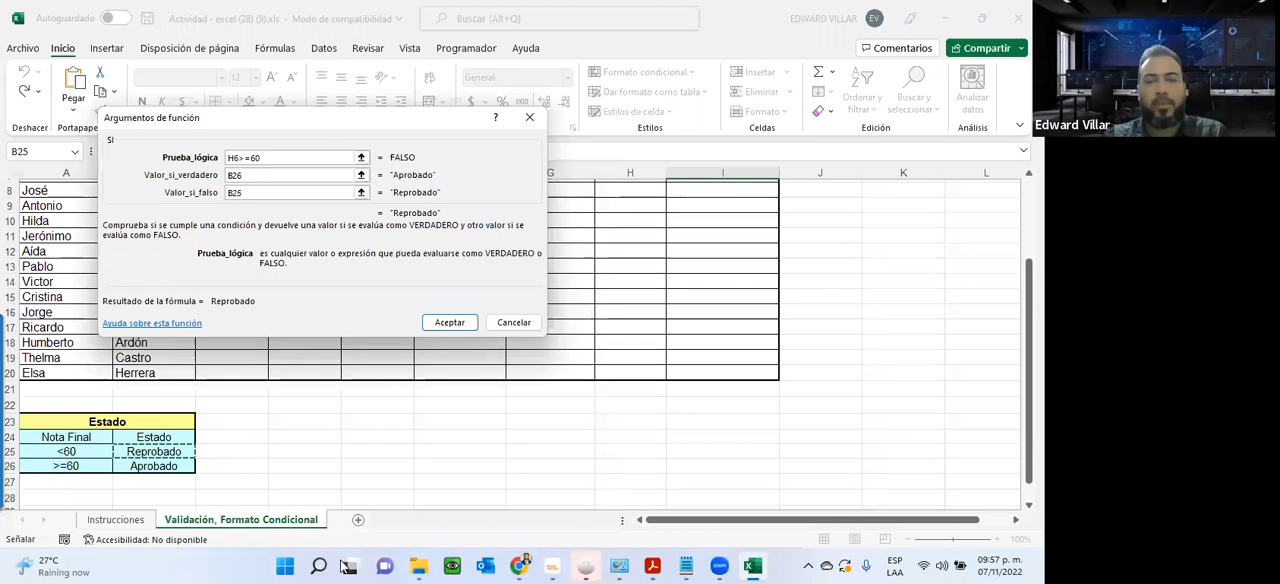 Autoguardado
Actividad - excel (28) (9).xls - Modo de compatibilidad
Buscar (Alt+Q)
EDWARD VILLAR
EV
Archivo Inicio Insertar Disposición de página Fórmulas Datos Revisar Vista Programador Ayuda
Comentarios
Compartir
Pegar
12
General
Formato condicional
Dar formato como tabla
Estilos de celda
Insertar
Eliminar
Formato
Ordenar y filtrar
Buscar y seleccionar
Analizar datos
Deshacer
Portapape
Estilos
Celdas
Edición
Análisis
Edward Villar
B25
Argumentos de función
SI
Prueba_lógica H6>=60 = FALSO
Valor_si_verdadero B26 = "Aprobado"
Valor_si_falso B25 = "Reprobado"
= "Reprobado"
Comprueba si se cumple una condición y devuelve una valor si se evalúa como VERDADERO y otro valor si se
evalúa como FALSO.
Prueba_lógica es cualquier valor o expresión que pueda evaluarse como VERDADERO o
FALSO.
Resultado de la fórmula = Reprobado
Ayuda sobre esta función
Aceptar
Cancelar
A G H I J K L
8 José
9 Antonio
10 Hilda
11 Jerónimo
12 Aída
13 Pablo
14 Victor
15 Cristina
16 Jorge
17 Ricardo
18 Humberto Ardón
19 Thelma Castro
20 Elsa Herrera
21
22
23 Estado
24 Nota Final Estado
25 <60 Reprobado
26 >=60 Aprobado
27
28
Instrucciones
Validación, Formato Condicional
Señalar
Accesibilidad: No disponible
100%
27°C
Raining now
zoom
ESP
LAA
09:57 p. m.
07/11/2022